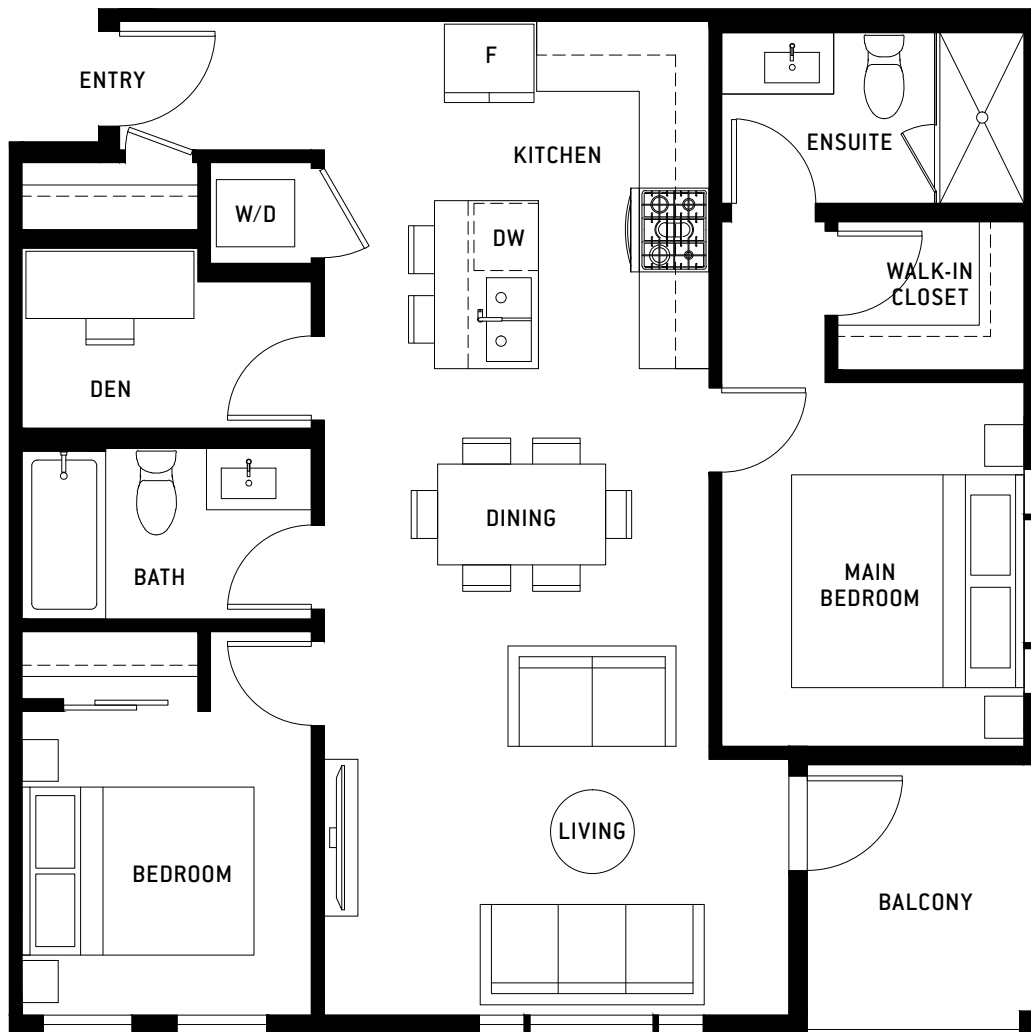 ENTRY
F
KITCHEN
ENSUITE
W/D
DW
WALK-IN
CLOSET
DEN
DINING
BATH
MAIN
BEDROOM
LIVING
BEDROOM
BALCONY